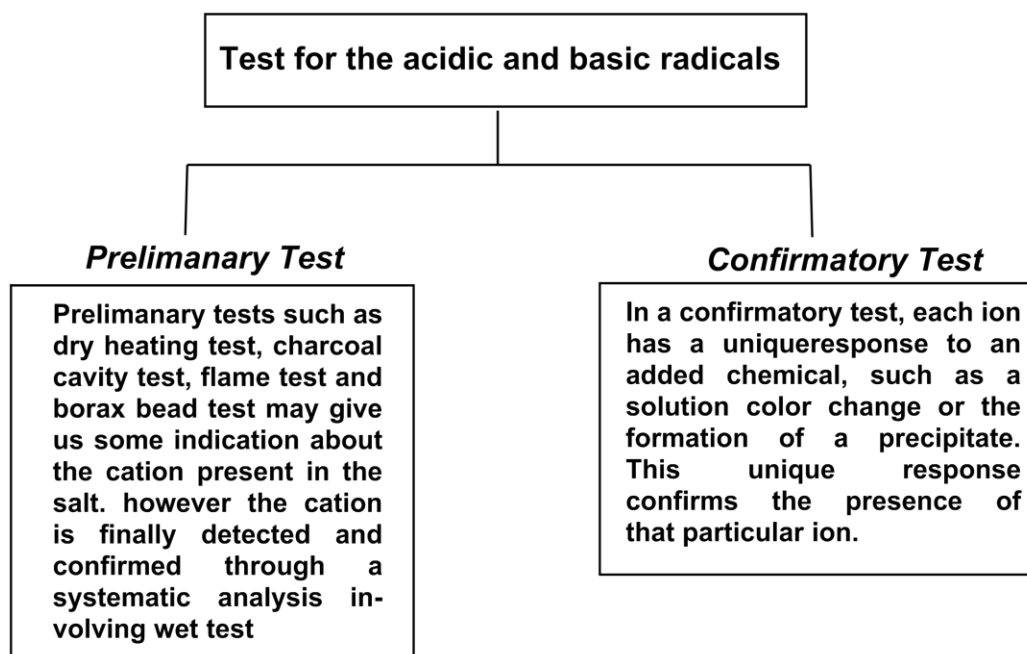 Test for the acidic and basic radicals
Prelimanary Test
Prelimanary tests such as
dry heating test, charcoal
cavity test, flame test and
borax bead test may give
us some indication about
the cation present in the
salt. however the cation
is finally detected and
confirmed through a
systematic analysis in-
volving wet test
Confirmatory Test
In a confirmatory test, each ion
has a uniqueresponse to an
added chemical, such as a
solution color change or the
formation of a precipitate.
This unique response
confirms the presence of
that particular ion.